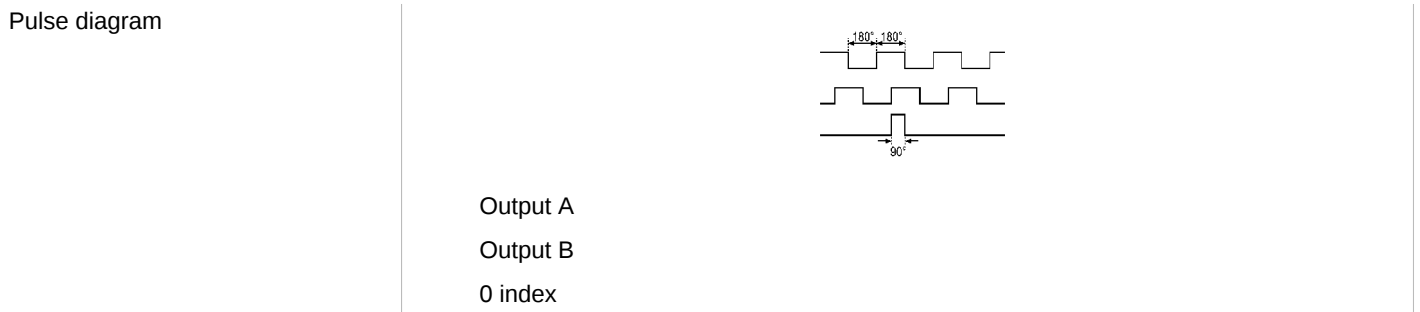 Pulse diagram
180° 180°
90°
Output A
Output B
0 index